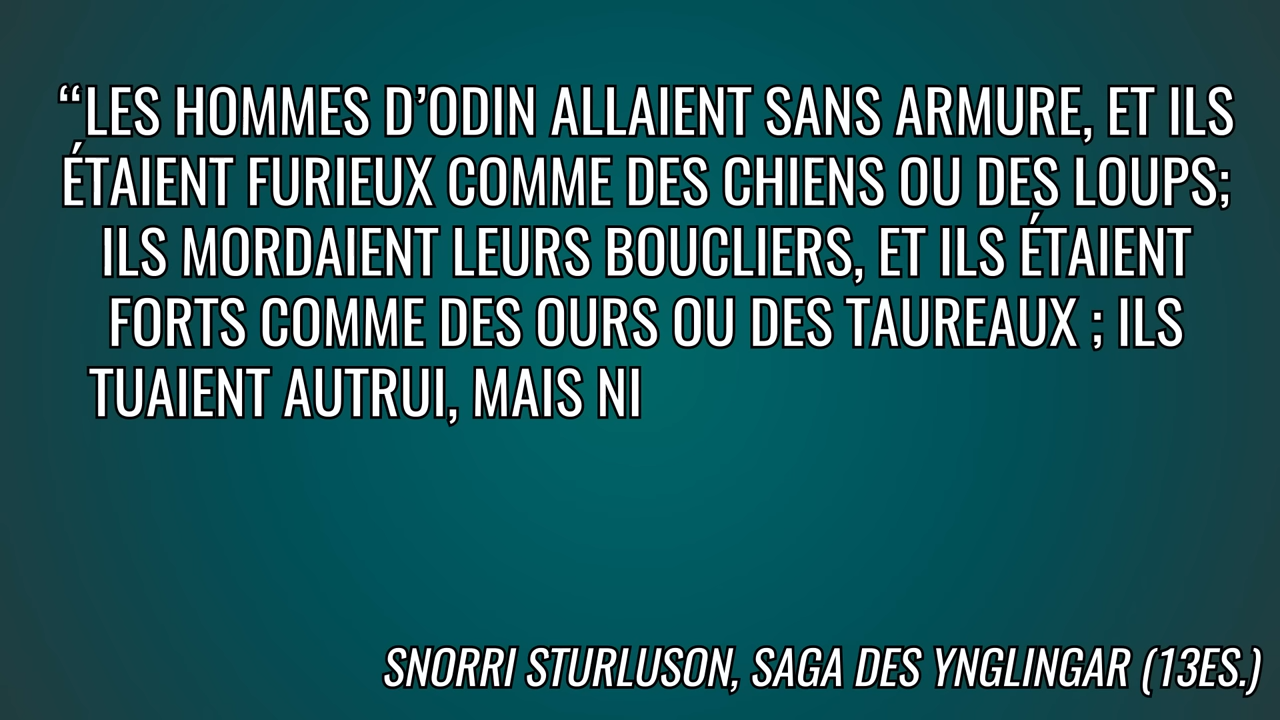 “LES HOMMES D’ODIN ALLAIENT SANS ARMURE, ET ILS
ÉTAIENT FURIEUX COMME DES CHIENS OU DES LOUPS;
ILS MORDAIENT LEURS BOUCLIERS, ET ILS ÉTAIENT
FORTS COMME DES OURS OU DES TAUREAUX ; ILS
TUAIENT AUTRUI, MAIS NI
SNORRI STURLUSON, SAGA DES YNGLINGAR (13ES.)